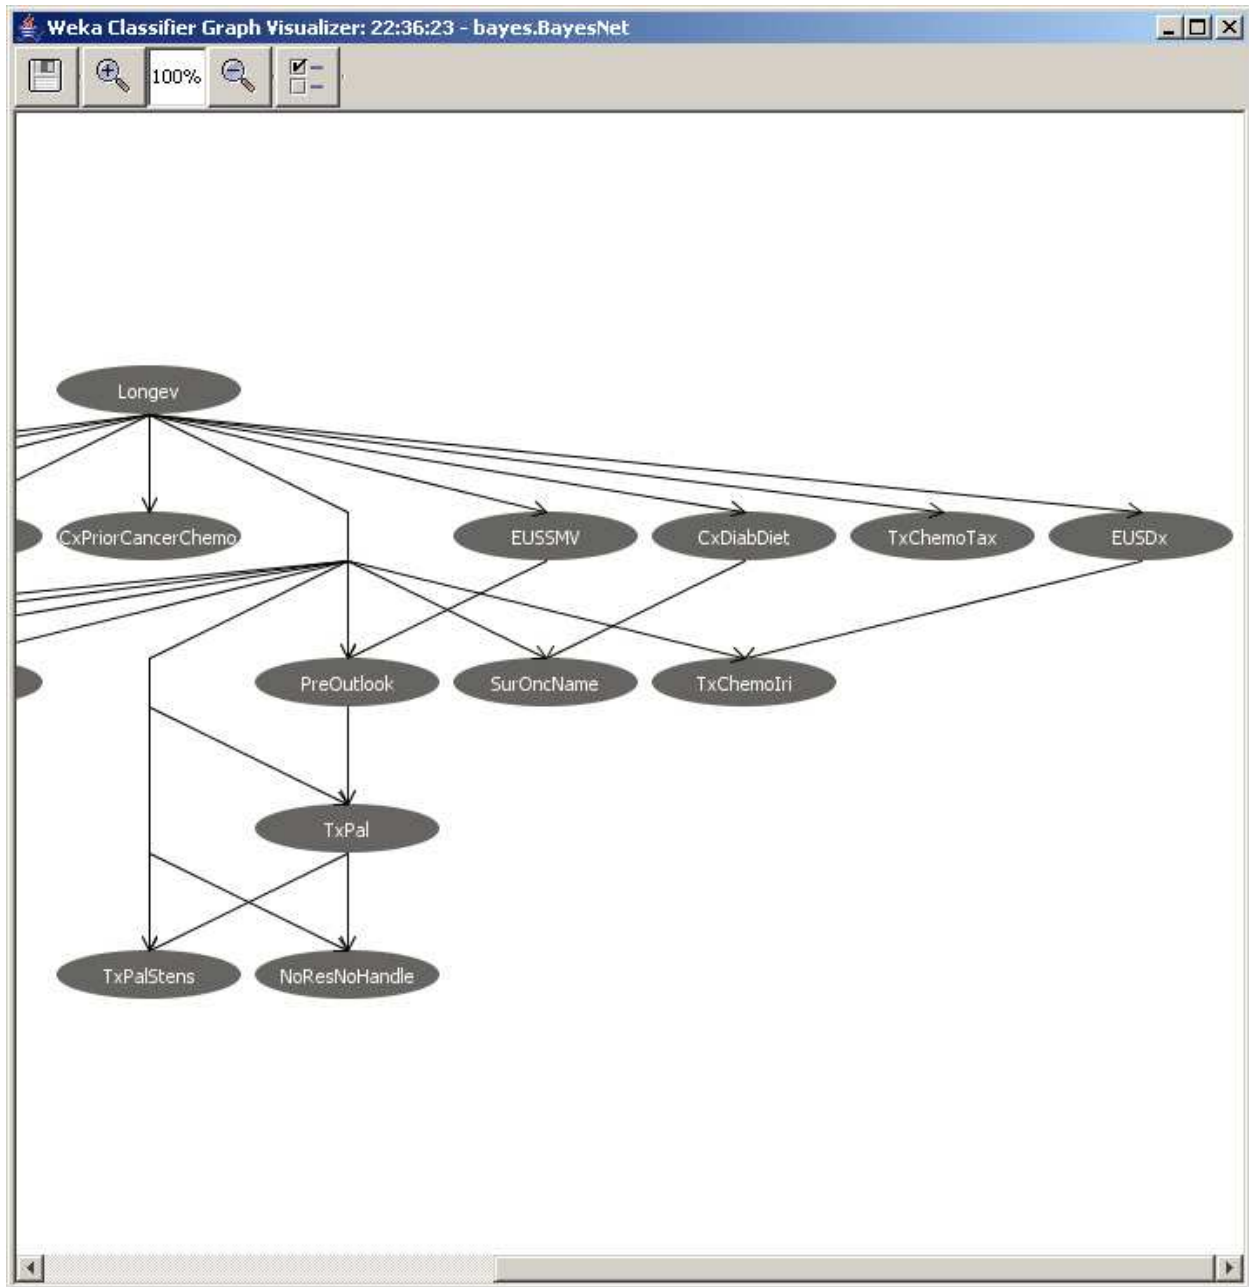 Weka Classifier Graph Visualizer: 22:36:23 - bayes.BayesNet
100%
Longev
CxPriorCancerChemo
EUSSMV
CxDiabDiet
TxChemoTax
EUSDx
PreOutlook
SurOncName
TxChemoIri
TxPal
TxPalStens
NoResNoHandle